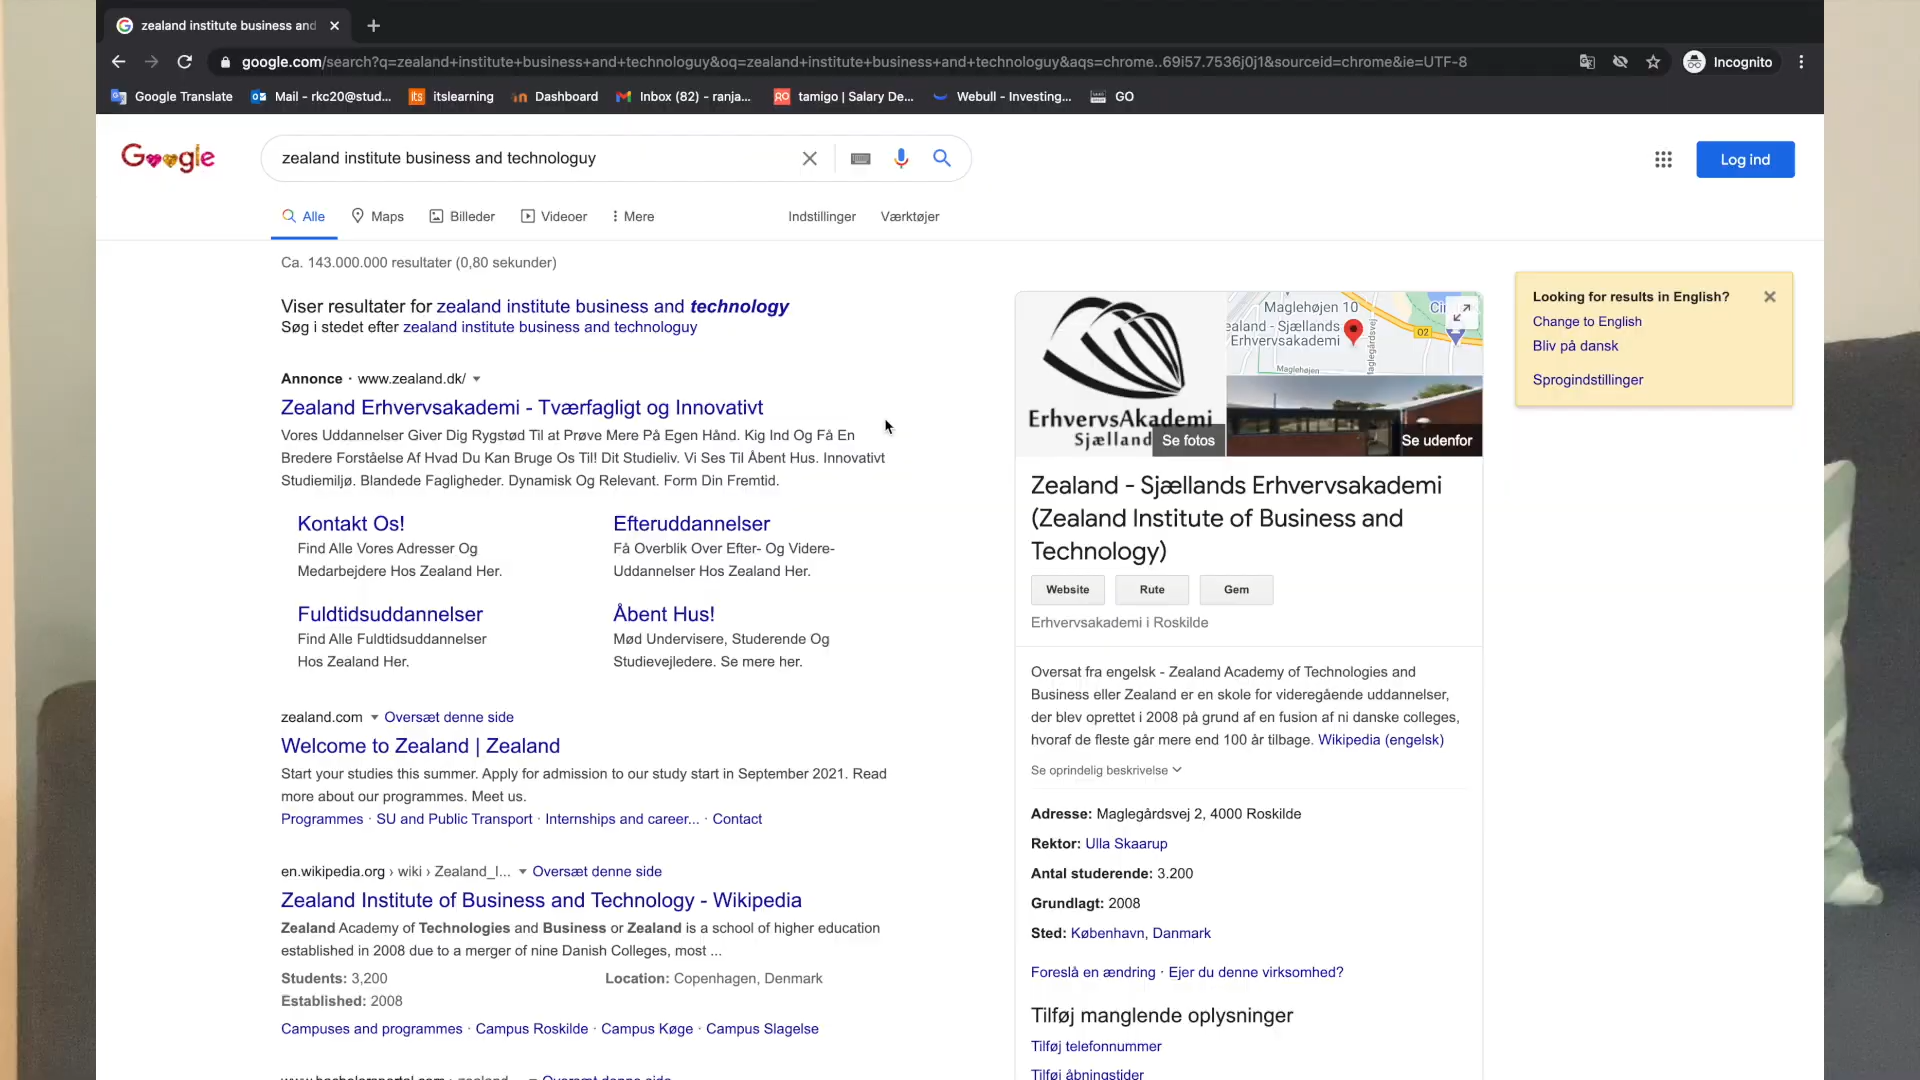 zealand institute business and
google.com/search?q=zealand+institute+business+and+technologuy&oq=zealand+institute+business+and+technologuy&aqs=chrome..69i57.7536j0j1&sourceid=chrome&ie=UTF-8
Incognito
Google Translate
Mail - rkc20@stud...
its itslearning
Dashboard
Inbox (82) - ranja...
RO tamigo | Salary De...
Webull - Investing...
GO
Google
zealand institute business and technologuy
Log ind
Alle
Maps
Billeder
Videoer
Mere
Indstillinger
Værktøjer
Ca. 143.000.000 resultater (0,80 sekunder)
Viser resultater for zealand institute business and technology
Søg i stedet efter zealand institute business and technologuy
Annonce · www.zealand.dk/
Zealand Erhvervsakademi - Tværfagligt og Innovativt
Vores Uddannelser Giver Dig Rygstød Til at Prøve Mere På Egen Hånd. Kig Ind Og Få En
Bredere Forståelse Af Hvad Du Kan Bruge Os Til! Dit Studieliv. Vi Ses Til Åbent Hus. Innovativt
Studiemiljø. Blandede Fagligheder. Dynamisk Og Relevant. Form Din Fremtid.
Kontakt Os!
Find Alle Vores Adresser Og
Medarbejdere Hos Zealand Her.
Efteruddannelser
Få Overblik Over Efter- Og Videre-
Uddannelser Hos Zealand Her.
Fuldtidsuddannelser
Find Alle Fuldtidsuddannelser
Hos Zealand Her.
Åbent Hus!
Mød Undervisere, Studerende Og
Studievejledere. Se mere her.
zealand.com Oversæt denne side
Welcome to Zealand | Zealand
Start your studies this summer. Apply for admission to our study start in September 2021. Read
more about our programmes. Meet us.
Programmes · SU and Public Transport · Internships and career... · Contact
en.wikipedia.org › wiki › Zealand_I... Oversæt denne side
Zealand Institute of Business and Technology - Wikipedia
Zealand Academy of Technologies and Business or Zealand is a school of higher education
established in 2008 due to a merger of nine Danish Colleges, most ...
Students: 3,200
Location: Copenhagen, Denmark
Established: 2008
Campuses and programmes · Campus Roskilde · Campus Køge · Campus Slagelse
www.bachelorsportal.com › zealand... Oversæt denne side
ErhvervsAkademi
Sjælland
Se fotos
Maglehøjen 10
ealand - Sjællands
Erhvervsakademi
Maglehøjen
Maglegårdsvej
Cir
02
Se udenfor
Zealand - Sjællands Erhvervsakademi
(Zealand Institute of Business and
Technology)
Website
Rute
Gem
Erhvervsakademi i Roskilde
Oversat fra engelsk - Zealand Academy of Technologies and
Business eller Zealand er en skole for videregående uddannelser,
der blev oprettet i 2008 på grund af en fusion af ni danske colleges,
hvoraf de fleste går mere end 100 år tilbage. Wikipedia (engelsk)
Se oprindelig beskrivelse
Adresse: Maglegårdsvej 2, 4000 Roskilde
Rektor: Ulla Skaarup
Antal studerende: 3.200
Grundlagt: 2008
Sted: København, Danmark
Foreslå en ændring · Ejer du denne virksomhed?
Tilføj manglende oplysninger
Tilføj telefonnummer
Tilføj åbningstider
Looking for results in English?
Change to English
Bliv på dansk
Sprogindstillinger